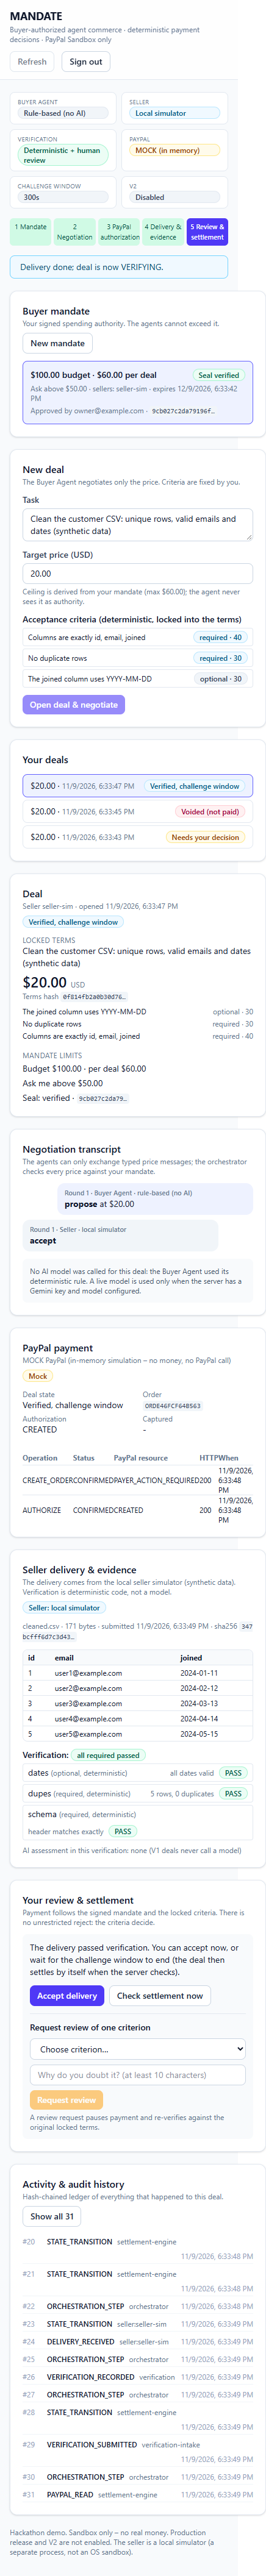 MANDATE
Buyer-authorized agent commerce · deterministic payment
decisions · PayPal Sandbox only
Refresh
Sign out
BUYER AGENT
Rule-based (no AI)
SELLER
Local simulator
VERIFICATION
Deterministic + human
review
PAYPAL
MOCK (in memory)
CHALLENGE WINDOW
300s
V2
Disabled
1 Mandate
2
Negotiation
3 PayPal
authorization
4 Delivery &
evidence
5 Review &
settlement
Delivery done; deal is now VERIFYING.
Buyer mandate
Your signed spending authority. The agents cannot exceed it.
New mandate
$100.00 budget · $60.00 per deal
Seal verified
Ask above $50.00 · sellers: seller-sim · expires 12/9/2026, 6:33:42
PM
Approved by owner@example.com · 9cb027c2da79196f…
New deal
The Buyer Agent negotiates only the price. Criteria are fixed by you.
Task
Clean the customer CSV: unique rows, valid emails and
dates (synthetic data)
Target price (USD)
20.00
Ceiling is derived from your mandate (max $60.00); the agent never
sees it as authority.
Acceptance criteria (deterministic, locked into the terms)
Columns are exactly id, email, joined
required · 40
No duplicate rows
required · 30
The joined column uses YYYY-MM-DD
optional · 30
Open deal & negotiate
Your deals
$20.00 · 11/9/2026, 6:33:47 PM
Verified, challenge window
$20.00 · 11/9/2026, 6:33:45 PM
Voided (not paid)
$20.00 · 11/9/2026, 6:33:43 PM
Needs your decision
Deal
Seller seller-sim · opened 11/9/2026, 6:33:47 PM
Verified, challenge window
LOCKED TERMS
Clean the customer CSV: unique rows, valid emails and dates
(synthetic data)
$20.00 USD
Terms hash 0f814fb2a0b30d76…
The joined column uses YYYY-MM-DD
optional · 30
No duplicate rows
required · 30
Columns are exactly id, email, joined
required · 40
MANDATE LIMITS
Budget $100.00 · per deal $60.00
Ask me above $50.00
Seal: verified · 9cb027c2da79…
Negotiation transcript
The agents can only exchange typed price messages; the orchestrator
checks every price against your mandate.
Round 1 · Buyer Agent · rule-based (no AI)
propose at $20.00
Round 1 · Seller · local simulator
accept
No AI model was called for this deal: the Buyer Agent used its
deterministic rule. A live model is used only when the server has a
Gemini key and model configured.
PayPal payment
MOCK PayPal (in-memory simulation – no money, no PayPal call)
Mock
Deal state
Verified, challenge window
Order
ORDE46FCF648563
Authorization
CREATED
Captured
-
Operation Status PayPal resource HTTP When
CREATE_ORDER CONFIRMED PAYER_ACTION_REQUIRED 200 11/9/2026,
6:33:48
PM
AUTHORIZE CONFIRMED CREATED 200 11/9/2026,
6:33:48
PM
Seller delivery & evidence
The delivery comes from the local seller simulator (synthetic data).
Verification is deterministic code, not a model.
Seller: local simulator
cleaned.csv · 171 bytes · submitted 11/9/2026, 6:33:49 PM · sha256 347
bcfff6d7c3d43…
id email joined
1 user1@example.com 2024-01-11
2 user2@example.com 2024-02-12
3 user3@example.com 2024-03-13
4 user4@example.com 2024-04-14
5 user5@example.com 2024-05-15
Verification: all required passed
dates (optional, deterministic)
all dates valid PASS
dupes (required, deterministic)
5 rows, 0 duplicates PASS
schema (required, deterministic)
header matches exactly PASS
AI assessment in this verification: none (V1 deals never call a model)
Your review & settlement
Payment follows the signed mandate and the locked criteria. There is
no unrestricted reject: the criteria decide.
The delivery passed verification. You can accept now, or
wait for the challenge window to end (the deal then
settles by itself when the server checks).
Accept delivery
Check settlement now
Request review of one criterion
Choose criterion...
Why do you doubt it? (at least 10 characters)
Request review
A review request pauses payment and re-verifies against the
original locked terms.
Activity & audit history
Hash-chained ledger of everything that happened to this deal.
Show all 31
#20 STATE_TRANSITION settlement-engine
11/9/2026, 6:33:48 PM
#21 STATE_TRANSITION settlement-engine
11/9/2026, 6:33:48 PM
#22 ORCHESTRATION_STEP orchestrator 11/9/2026, 6:33:48 PM
#23 STATE_TRANSITION seller:seller-sim 11/9/2026, 6:33:49 PM
#24 DELIVERY_RECEIVED seller:seller-sim 11/9/2026, 6:33:49 PM
#25 ORCHESTRATION_STEP orchestrator 11/9/2026, 6:33:49 PM
#26 VERIFICATION_RECORDED verification 11/9/2026, 6:33:49 PM
#27 ORCHESTRATION_STEP orchestrator 11/9/2026, 6:33:49 PM
#28 STATE_TRANSITION settlement-engine
11/9/2026, 6:33:49 PM
#29 VERIFICATION_SUBMITTED verification-intake
11/9/2026, 6:33:49 PM
#30 ORCHESTRATION_STEP orchestrator 11/9/2026, 6:33:49 PM
#31 PAYPAL_READ settlement-engine 11/9/2026, 6:33:49 PM
Hackathon demo. Sandbox only – no real money. Production
release and V2 are not enabled. The seller is a local simulator (a
separate process, not an OS sandbox).